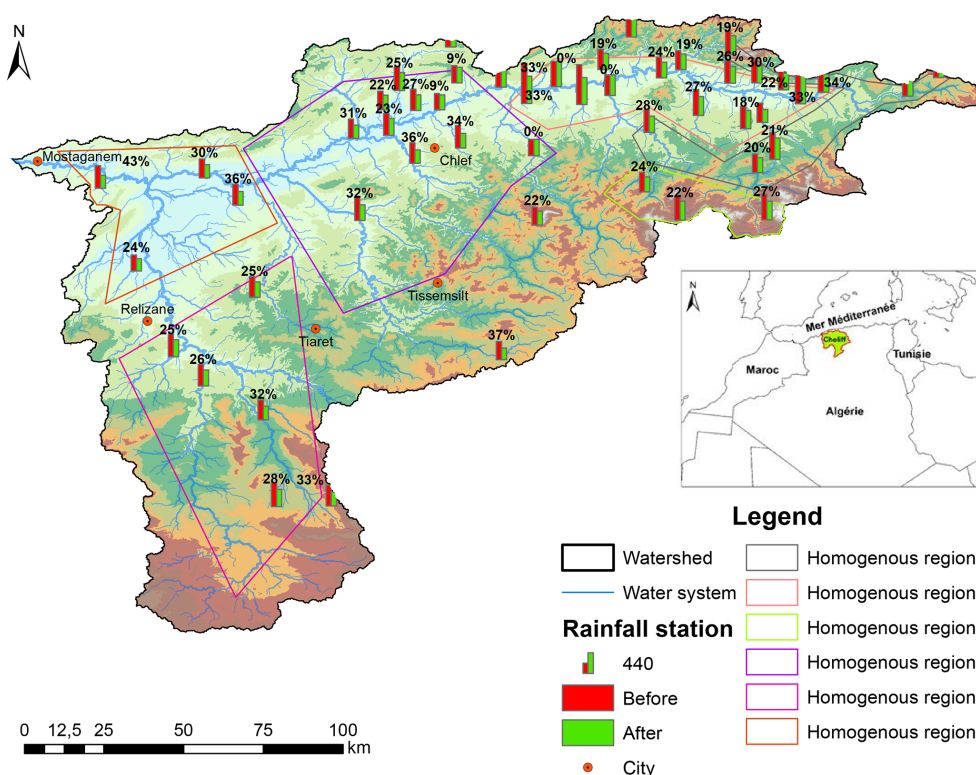 N
19%
19%
25%
9%
0%
19%
24%
26%
30%
33%
0%
22%
34%
22%
27%
9%
33%
27%
33%
31%
23%
34%
28%
18%
36%
Chlef
0%
21%
Mostaganem
43%
30%
20%
36%
24%
32%
22%
22%
27%
24%
25%
Tissemsilt
Relizane
Tiaret
25%
37%
26%
32%
28%
33%
N
Mer Méditerranée
Cheliff
Tunisie
Maroc
Algérie
Legend
Watershed
Water system
Rainfall station
440
Before
After
City
Homogenous region
Homogenous region
Homogenous region
Homogenous region
Homogenous region
Homogenous region
0 12,5 25 50 75 100
km